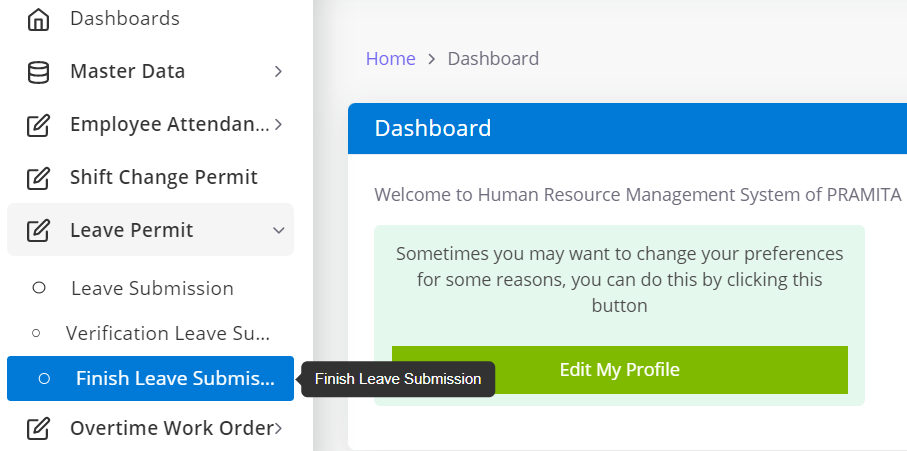 Dashboards
Master Data
Employee Attendan...
Shift Change Permit
Leave Permit
Leave Submission
Verification Leave Su...
Finish Leave Submis...
Finish Leave Submission
Overtime Work Order
Home > Dashboard
Dashboard
Welcome to Human Resource Management System of PRAMITA
Sometimes you may want to change your preferences
for some reasons, you can do this by clicking this
button
Edit My Profile